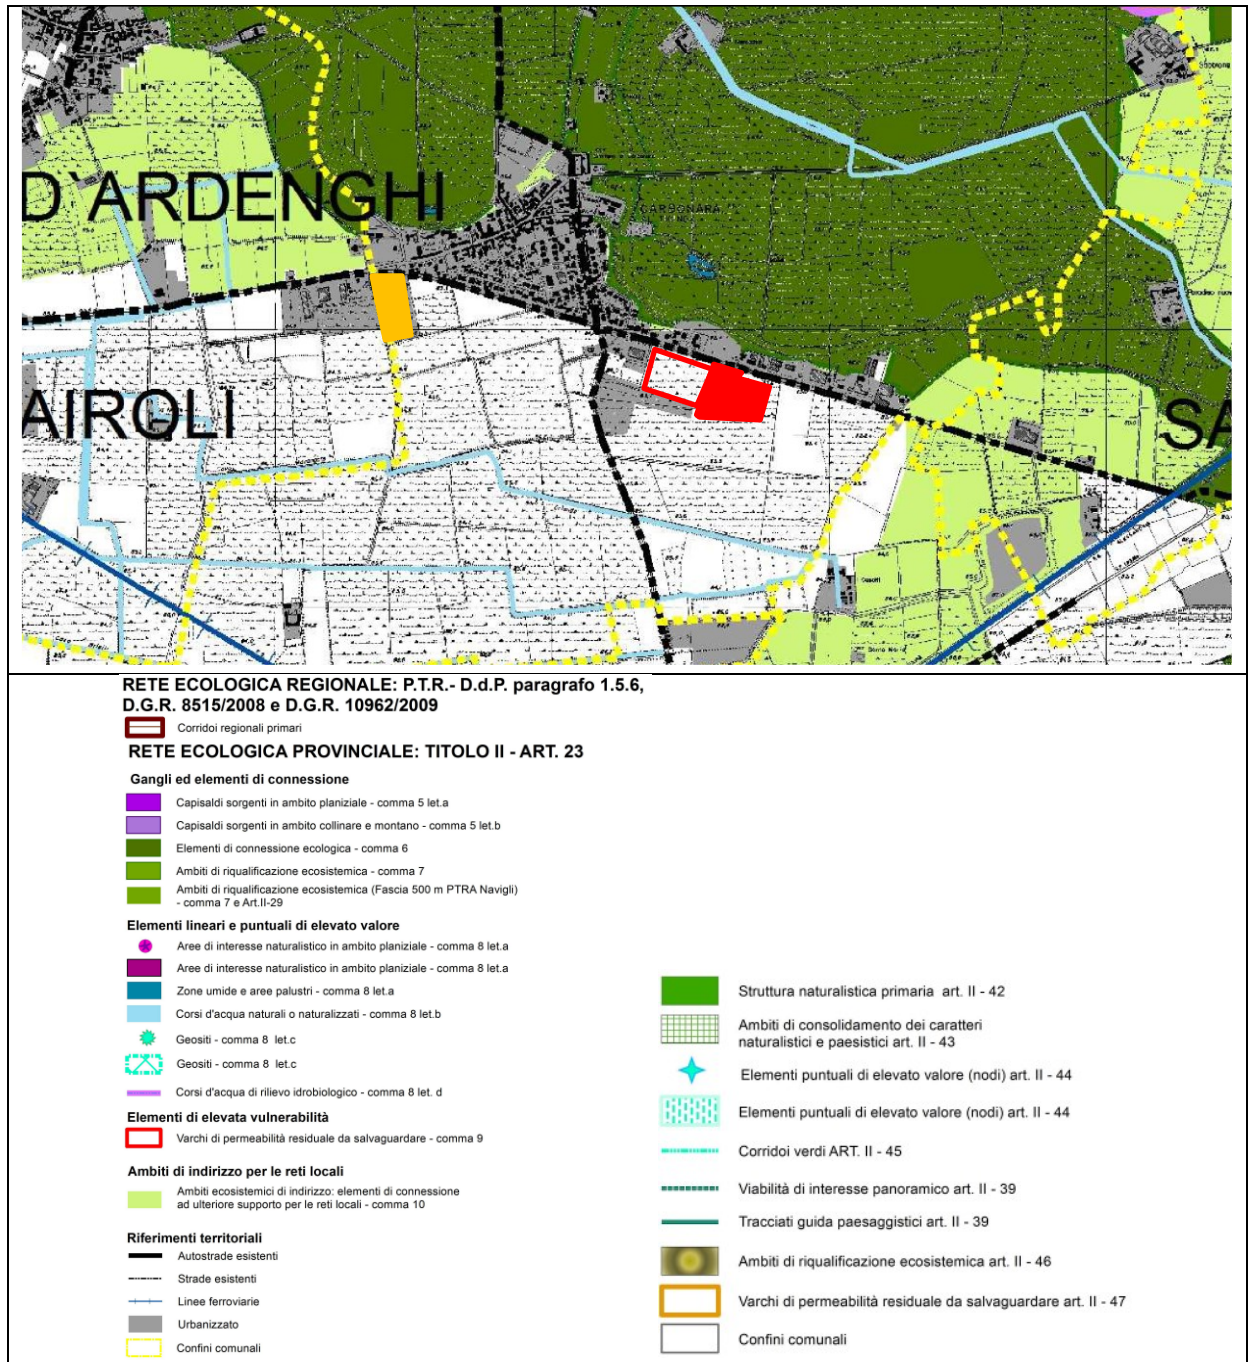 D'ARDENGHI
CARBONARA
AIROLI
SA
RETE ECOLOGICA REGIONALE: P.T.R.- D.d.P. paragrafo 1.5.6,
D.G.R. 8515/2008 e D.G.R. 10962/2009
Corridoi regionali primari
RETE ECOLOGICA PROVINCIALE: TITOLO II - ART. 23
Gangli ed elementi di connessione
Capisaldi sorgenti in ambito planiziale - comma 5 let.a
Capisaldi sorgenti in ambito collinare e montano - comma 5 let.b
Elementi di connessione ecologica - comma 6
Ambiti di riqualificazione ecosistemica - comma 7
Ambiti di riqualificazione ecosistemica (Fascia 500 m PTRA Navigli)
- comma 7 e Art.II-29
Elementi lineari e puntuali di elevato valore
Aree di interesse naturalistico in ambito planiziale - comma 8 let.a
Aree di interesse naturalistico in ambito planiziale - comma 8 let.a
Zone umide e aree palustri - comma 8 let.a
Corsi d'acqua naturali o naturalizzati - comma 8 let.b
Geositi - comma 8 let.c
Geositi - comma 8 let.c
Corsi d'acqua di rilievo idrobiologico - comma 8 let. d
Elementi di elevata vulnerabilità
Varchi di permeabilità residuale da salvaguardare - comma 9
Ambiti di indirizzo per le reti locali
Ambiti ecosistemici di indirizzo: elementi di connessione
ad ulteriore supporto per le reti locali - comma 10
Riferimenti territoriali
Autostrade esistenti
Strade esistenti
Linee ferroviarie
Urbanizzato
Confini comunali
Struttura naturalistica primaria art. II - 42
Ambiti di consolidamento dei caratteri
naturalistici e paesistici art. II - 43
Elementi puntuali di elevato valore (nodi) art. II - 44
Elementi puntuali di elevato valore (nodi) art. II - 44
Corridoi verdi ART. II - 45
Viabilità di interesse panoramico art. II - 39
Tracciati guida paesaggistici art. II - 39
Ambiti di riqualificazione ecosistemica art. II - 46
Varchi di permeabilità residuale da salvaguardare art. II - 47
Confini comunali